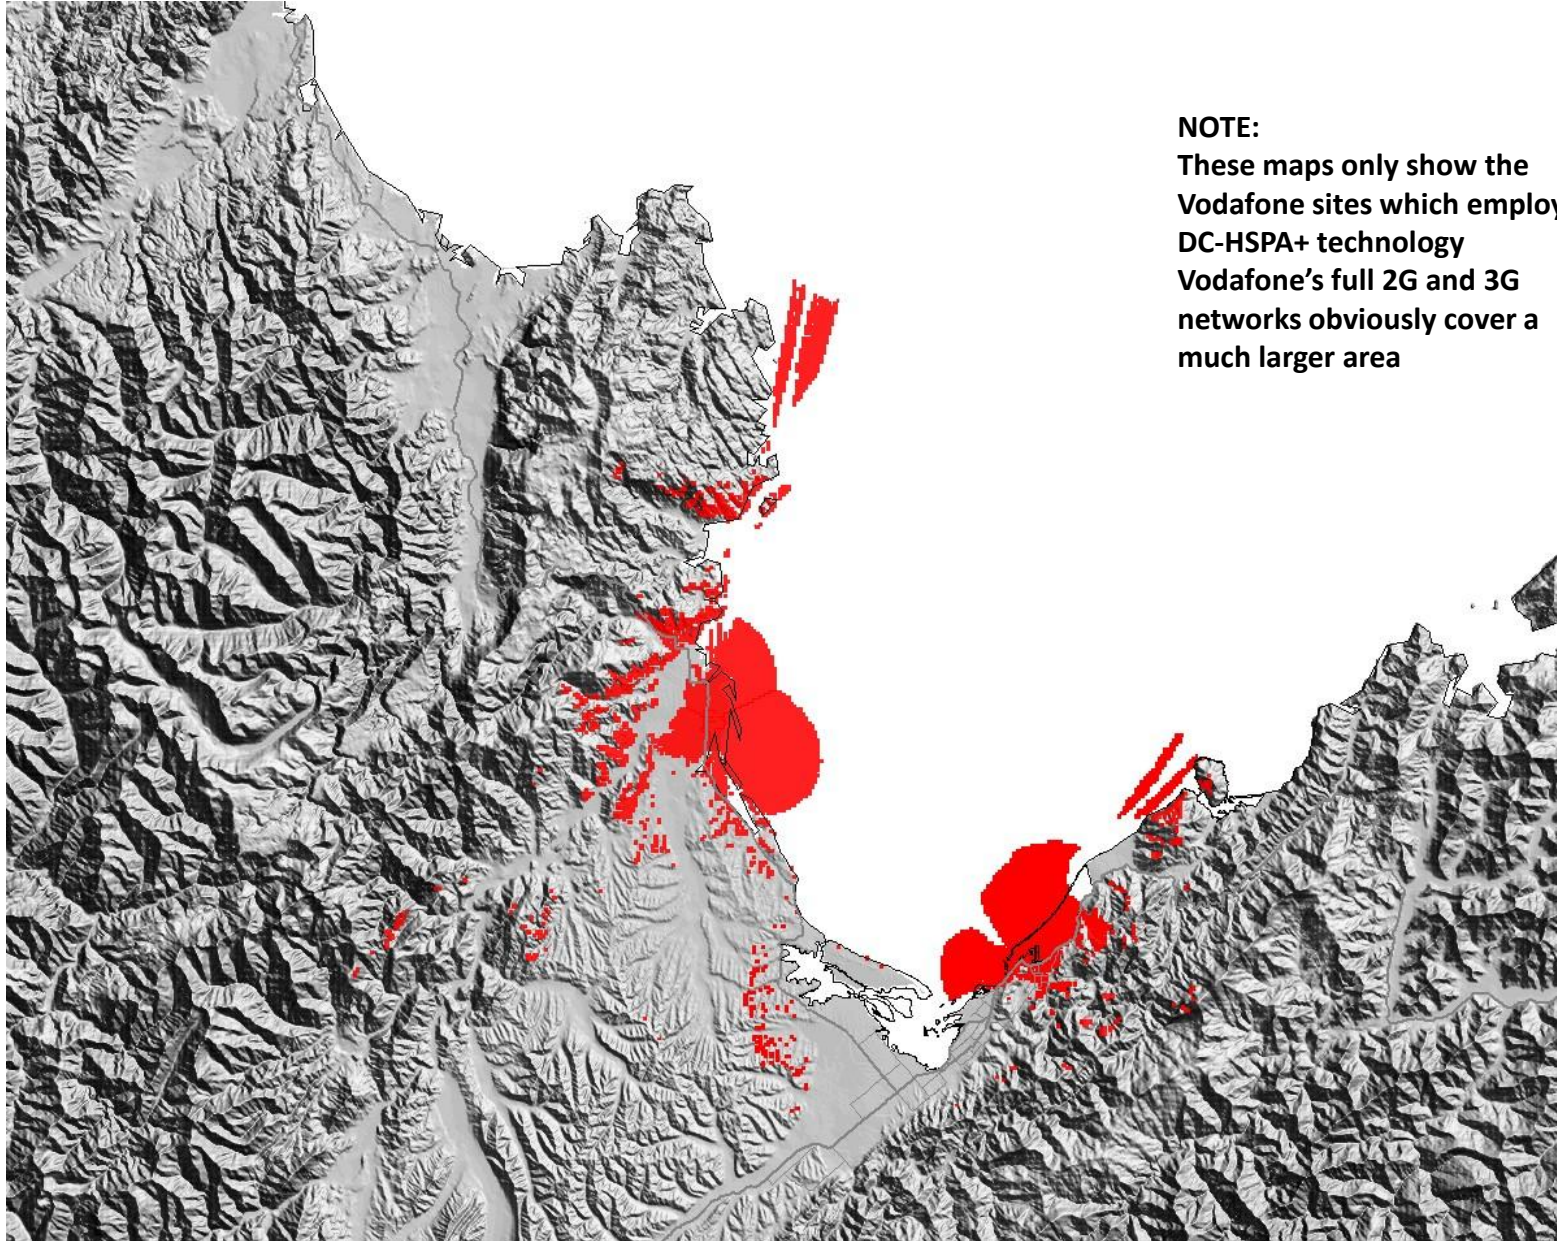 NOTE:
These maps only show the
Vodafone sites which employ
DC-HSPA+ technology
Vodafone’s full 2G and 3G
networks obviously cover a
much larger area